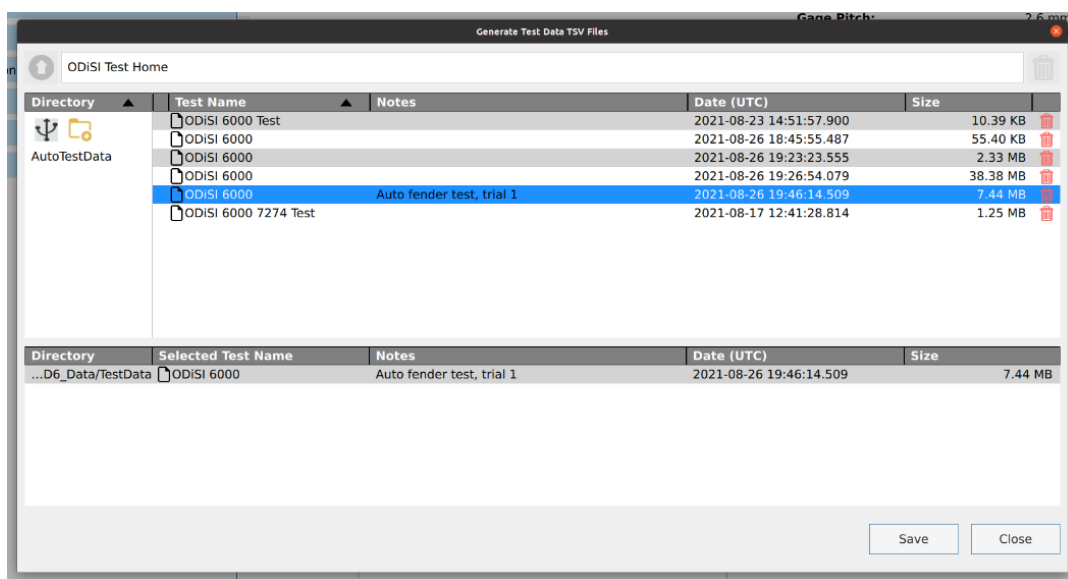 Gage Pitch: 2.6 mm
Generate Test Data TSV Files
on
ODiSI Test Home
Directory Test Name Notes Date (UTC) Size
ODiSI 6000 Test 2021-08-23 14:51:57.900 10.39 KB
ODiSI 6000 2021-08-26 18:45:55.487 55.40 KB
AutoTestData
ODiSI 6000 2021-08-26 19:23:23.555 2.33 MB
ODiSI 6000 2021-08-26 19:26:54.079 38.38 MB
ODiSI 6000 Auto fender test, trial 1 2021-08-26 19:46:14.509 7.44 MB
ODiSI 6000 7274 Test 2021-08-17 12:41:28.814 1.25 MB
Directory Selected Test Name Notes Date (UTC) Size
...D6_Data/TestData ODiSI 6000 Auto fender test, trial 1 2021-08-26 19:46:14.509 7.44 MB
Save Close